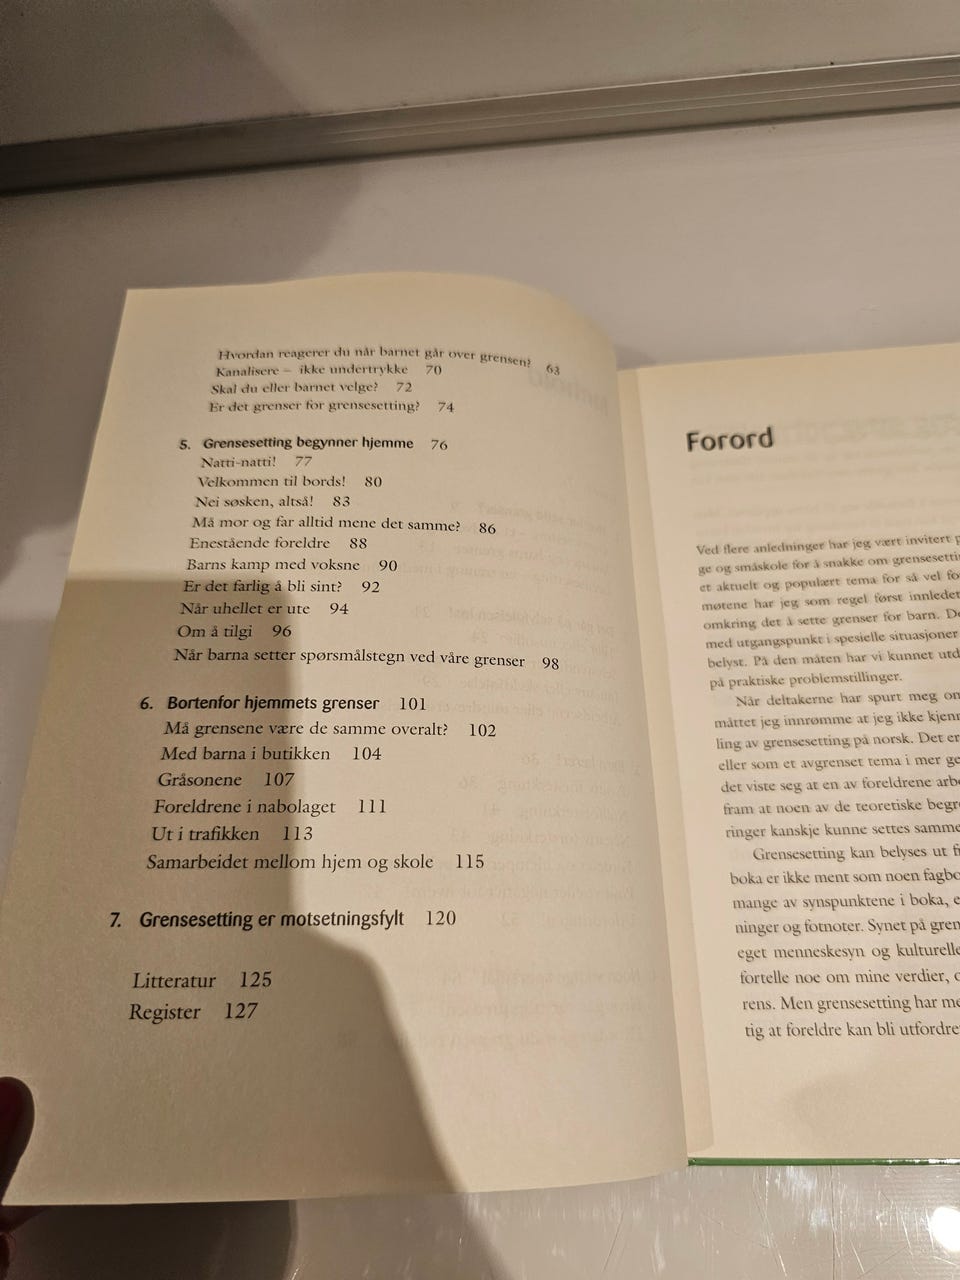 Hvordan reagerer du når barnet går over grensen? 63
Kanalisere – ikke undertrykke 70
Skal du eller barnet velge? 72
Er det grenser for grensesetting? 74
5. Grensesetting begynner hjemme 76
Natti-natti! 77
Velkommen til bords! 80
Nei søsken, altså! 83
Må mor og far alltid mene det samme? 86
Enestående foreldre 88
Barns kamp med voksne 90
Er det farlig å bli sint? 92
Når uhellet er ute 94
Om å tilgi 96
Når barna setter spørsmålstegn ved våre grenser 98
6. Bortenfor hjemmets grenser 101
Må grensene være de samme overalt? 102
Med barna i butikken 104
Gråsonene 107
Foreldrene i nabolaget 111
Ut i trafikken 113
Samarbeidet mellom hjem og skole 115
7. Grensesetting er motsetningsfylt 120
Litteratur 125
Register 127
Forord
Ved flere anledninger har jeg vært invitert
ge og småskole for å snakke om
et aktuelt og populært tema for så vel
møtene har jeg som regel først
omkring det å sette grenser for barn.
med utgangspunkt i spesielle situasjoner
belyst. På den måten har vi kunnet
på praktiske problemstillinger.
Når deltakerne har spurt meg
måttet jeg innrømme at jeg ikke
ling av grensesetting på norsk. Det er
eller som et avgrenset tema i mer
det viste seg at en av foreldrene
fram at noen av de teoretiske
ringer kanskje kunne settes
Grensesetting kan belyses ut
boka er ikke ment som noen
mange av synspunktene i boka,
ninger og fotnoter. Synet på
eget menneskesyn og kulturelle
fortelle noe om mine verdier,
rens. Men grensesetting har
tig at foreldre kan bli